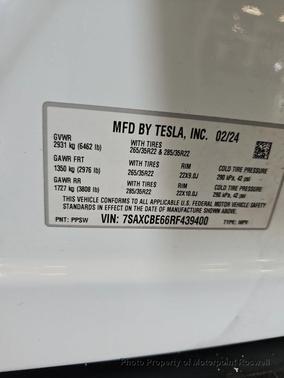 MFD BY TESLA, INC. 02/24
GVWR
2931 kg (6462 lb)
WITH TIRES
265/35R22 & 285/35R22
GAWR FRT
1350 kg (2976 lb)
WITH TIRES
265/35R22
RIMS
22X9.0J
COLD TIRE PRESSURE
290 kPa, 42 psi
GAWR RR
1727 kg (3808 lb)
WITH TIRES
285/35R22
RIMS
22X10.0J
COLD TIRE PRESSURE
290 kPa, 42 psi
THIS VEHICLE CONFORMS TO ALL APPLICABLE U.S. FEDERAL SAFETY
STANDARDS IN EFFECT ON THE DATE OF MANUFACTURE SHOWN ABOVE
PNT: PPSW VIN: 7SAXCBE66RF439400 TYPE: MPV
Photo Property of Motorpoint Roswell